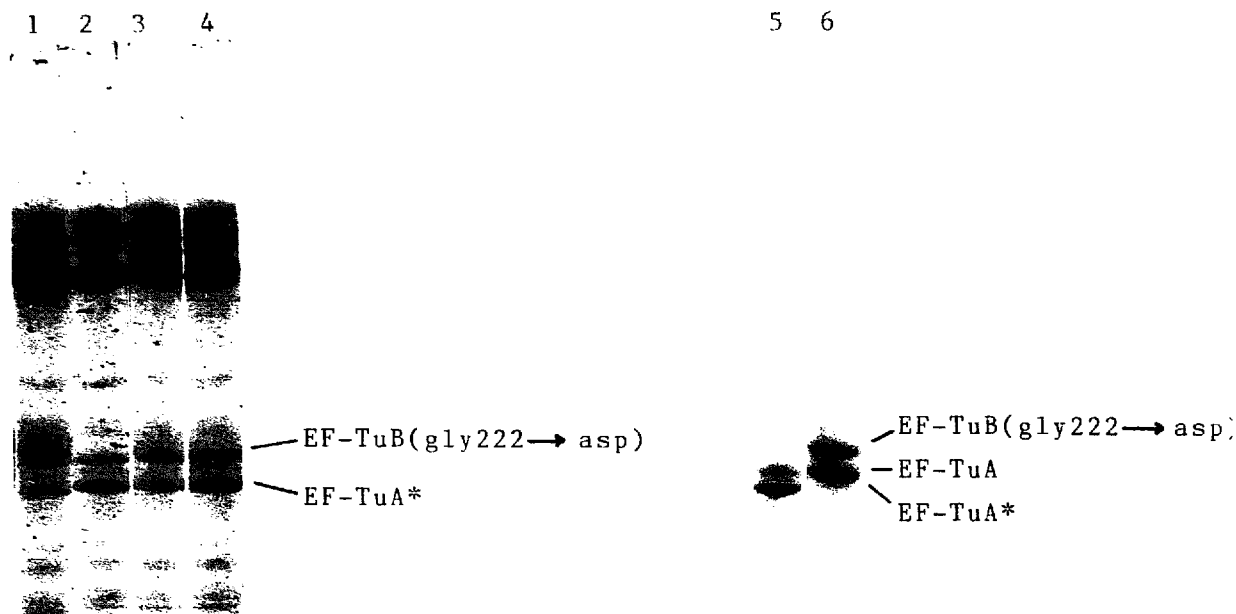 1 2 3 4
5 6
EF-TuB(gly222→asp)
EF-TuA*
EF-TuB(gly222→asp)
EF-TuA
EF-TuA*